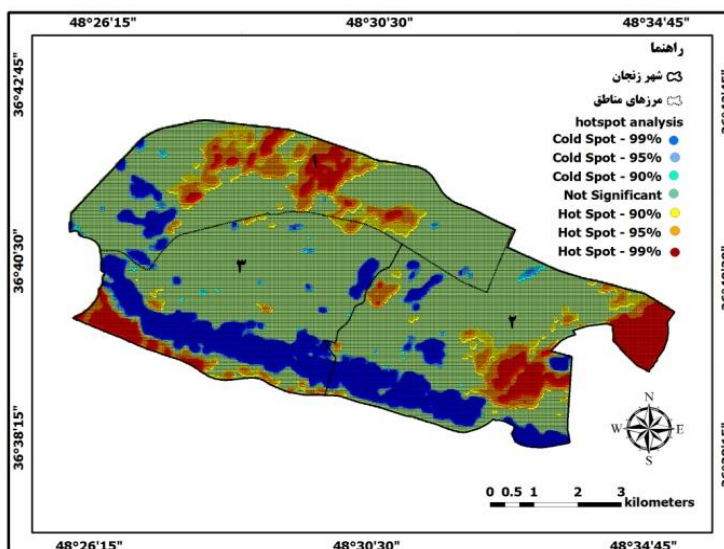 48°26'15" 48°30'30" 48°34'45"
36°42'45"
36°40'30"
36°38'15"
راهنما
شهر زنجان
مرزهای مناطق
hotspot analysis
Cold Spot - 99%
Cold Spot - 95%
Cold Spot - 90%
Not Significant
Hot Spot - 90%
Hot Spot - 95%
Hot Spot - 99%
۱
۳
۲
N
W E
S
0 0.5 1 2 3
kilometers
48°26'15" 48°30'30" 48°34'45"